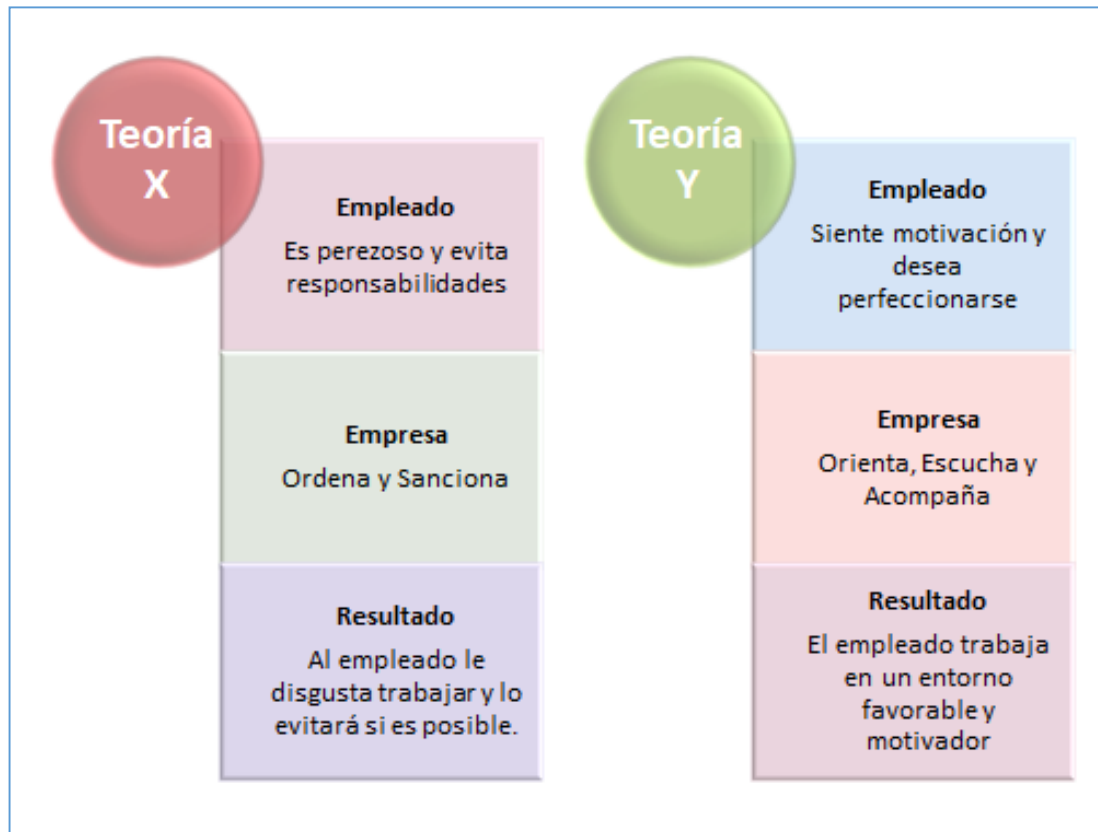 Teoría
X
Empleado
Es perezoso y evita
responsabilidades
Empresa
Ordena y Sanciona
Resultado
Al empleado le
disgusta trabajar y lo
evitará si es posible.
Teoría
Y
Empleado
Siente motivación y
desea
perfeccionarse
Empresa
Orienta, Escucha y
Acompaña
Resultado
El empleado trabaja
en un entorno
favorable y
motivador